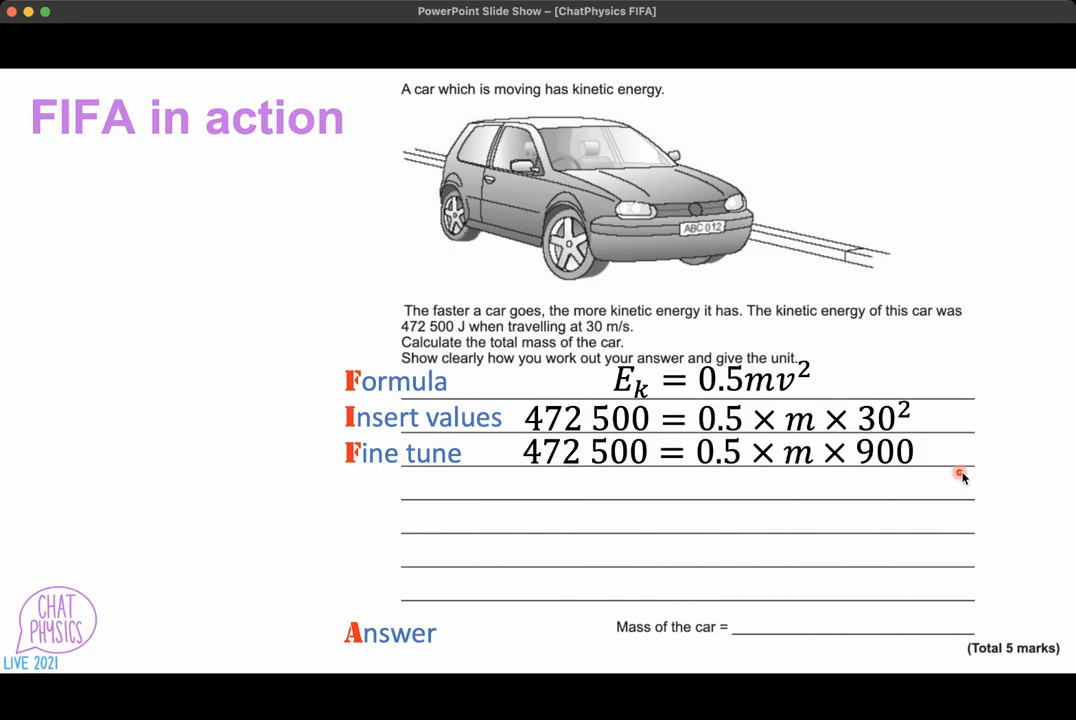 PowerPoint Slide Show – [ChatPhysics FIFA]
FIFA in action
A car which is moving has kinetic energy.
ABC 012
The faster a car goes, the more kinetic energy it has. The kinetic energy of this car was
472 500 J when travelling at 30 m/s.
Calculate the total mass of the car.
Show clearly how you work out your answer and give the unit.
Formula E_k = 0.5mv²
Insert values 472 500 = 0.5 × m × 30²
Fine tune 472 500 = 0.5 × m × 900
CHAT
PHYSICS
LIVE 2021
Answer Mass of the car =
(Total 5 marks)